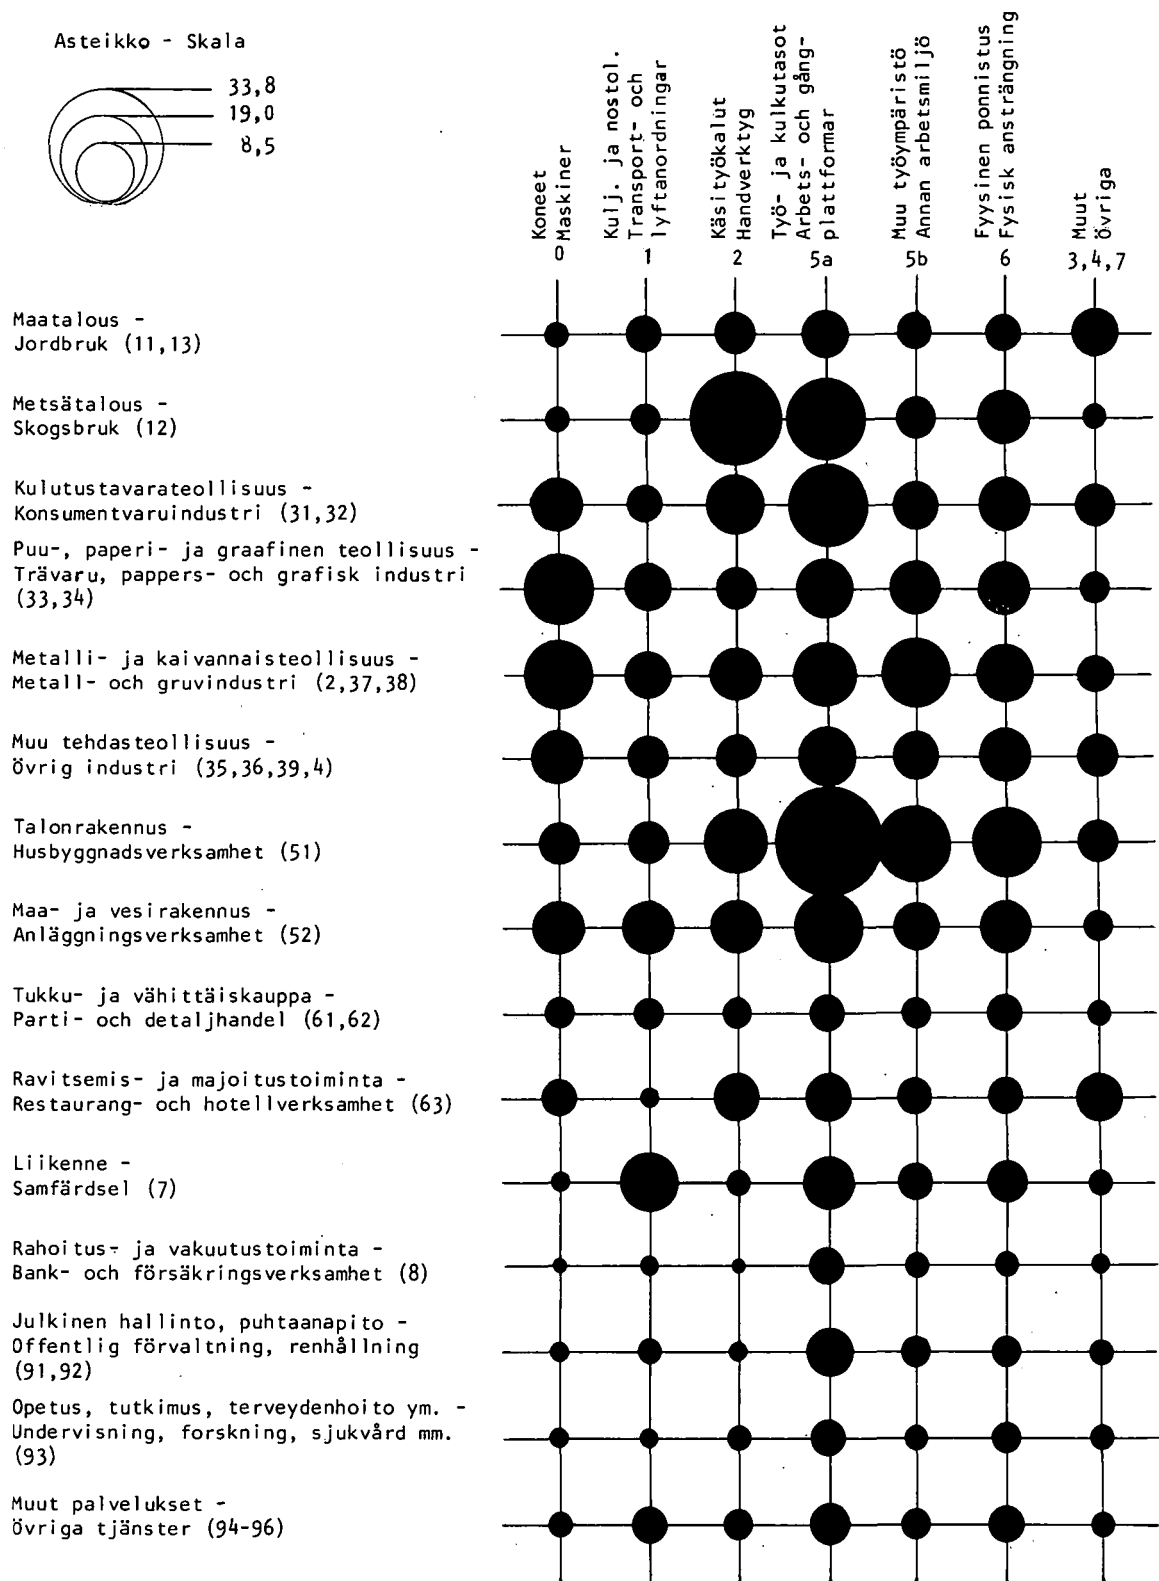 Asteikko - Skala
33,8
19,0
8,5
Koneet
Maskiner
0
Kulj. ja nostol.
Transport- och
lyftanordningar
1
Käsityökalut
Handverktyg
2
Työ- ja kulkutasot
Arbets- och gång-
plattformar
5a
Muu työympäristö
Annan arbetsmiljö
5b
Fyysinen ponnistus
Fysisk ansträngning
6
Muut
Övriga
3,4,7
Maatalous -
Jordbruk (11,13)
Metsätalous -
Skogsbruk (12)
Kulutustavarateollisuus -
Konsumentvaruindustri (31,32)
Puu-, paperi- ja graafinen teollisuus -
Trävaru, pappers- och grafisk industri
(33,34)
Metalli- ja kaivannaisteollisuus -
Metall- och gruvindustri (2,37,38)
Muu tehdasteollisuus -
Övrig industri (35,36,39,4)
Talonrakennus -
Husbyggnadsverksamhet (51)
Maa- ja vesirakennus -
Anläggningsverksamhet (52)
Tukku- ja vähittäiskauppa -
Parti- och detaljhandel (61,62)
Ravitsemis- ja majoitustoiminta -
Restaurang- och hotellverksamhet (63)
Liikenne -
Samfärdsel (7)
Rahoitus- ja vakuutustoiminta -
Bank- och försäkringsverksamhet (8)
Julkinen hallinto, puhtaanapito -
Offentlig förvaltning, renhållning
(91,92)
Opetus, tutkimus, terveydenhoito ym. -
Undervisning, forskning, sjukvård mm.
(93)
Muut palvelukset -
Övriga tjänster (94-96)